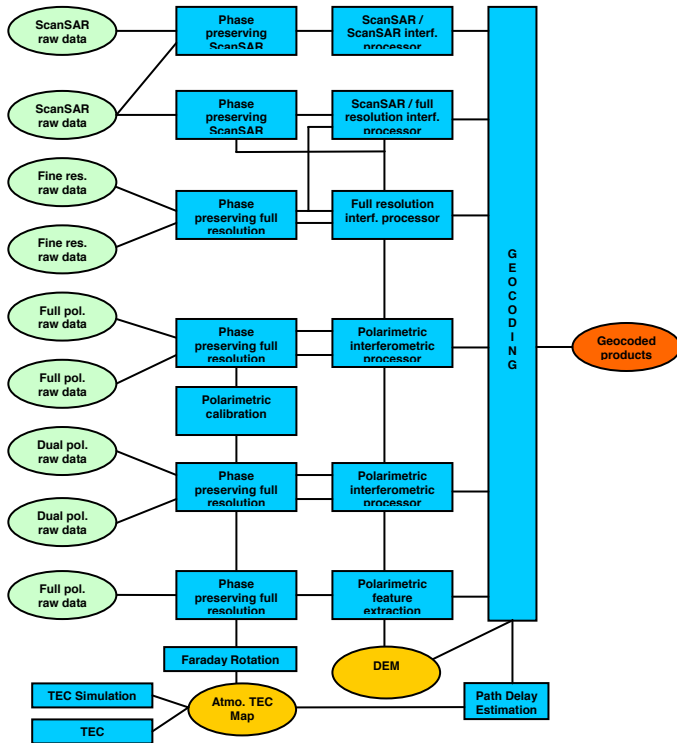 ScanSAR
raw data
Phase
preserving
ScanSAR
ScanSAR /
ScanSAR interf.
processor
ScanSAR
raw data
Phase
preserving
ScanSAR
ScanSAR / full
resolution interf.
processor
Fine res.
raw data
Fine res.
raw data
Phase
preserving full
resolution
Full resolution
interf. processor
GEOCODING
Full pol.
raw data
Full pol.
raw data
Phase
preserving full
resolution
Polarimetric
interferometric
processor
Geocoded
products
Polarimetric
calibration
Dual pol.
raw data
Dual pol.
raw data
Phase
preserving full
resolution
Polarimetric
interferometric
processor
Full pol.
raw data
Phase
preserving full
resolution
Polarimetric
feature
extraction
Faraday Rotation
DEM
TEC Simulation
TEC
Atmo. TEC
Map
Path Delay
Estimation